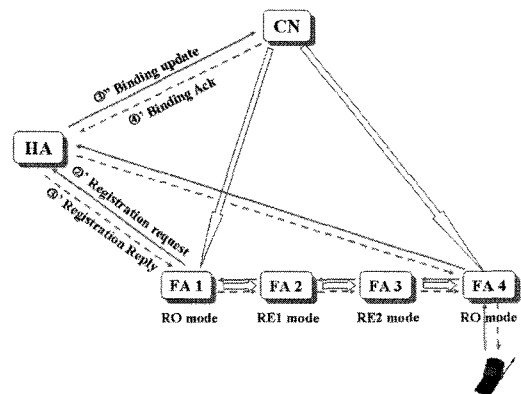 CN
③" Binding update
④' Binding Ack
HA
②' Registration request
③' Registration Reply
FA 1
FA 2
FA 3
FA 4
RO mode
RE1 mode
RE2 mode
RO mode